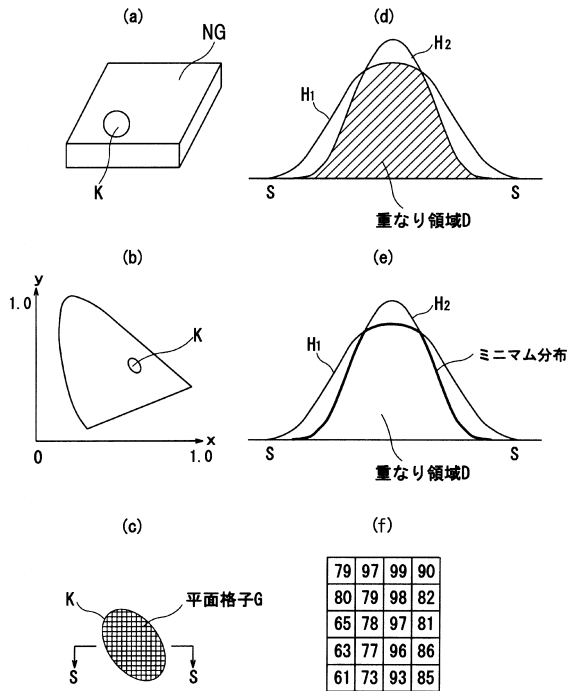 (a)
NG
K
(d)
H2
H1
S
S
重なり領域D
(b)
y
1.0
K
x
0
1.0
(e)
H2
H1
ミニマム分布
S
S
重なり領域D
(c)
K
平面格子G
S
S
(f)
79 97 99 90
80 79 98 82
65 78 97 81
63 77 96 86
61 73 93 85